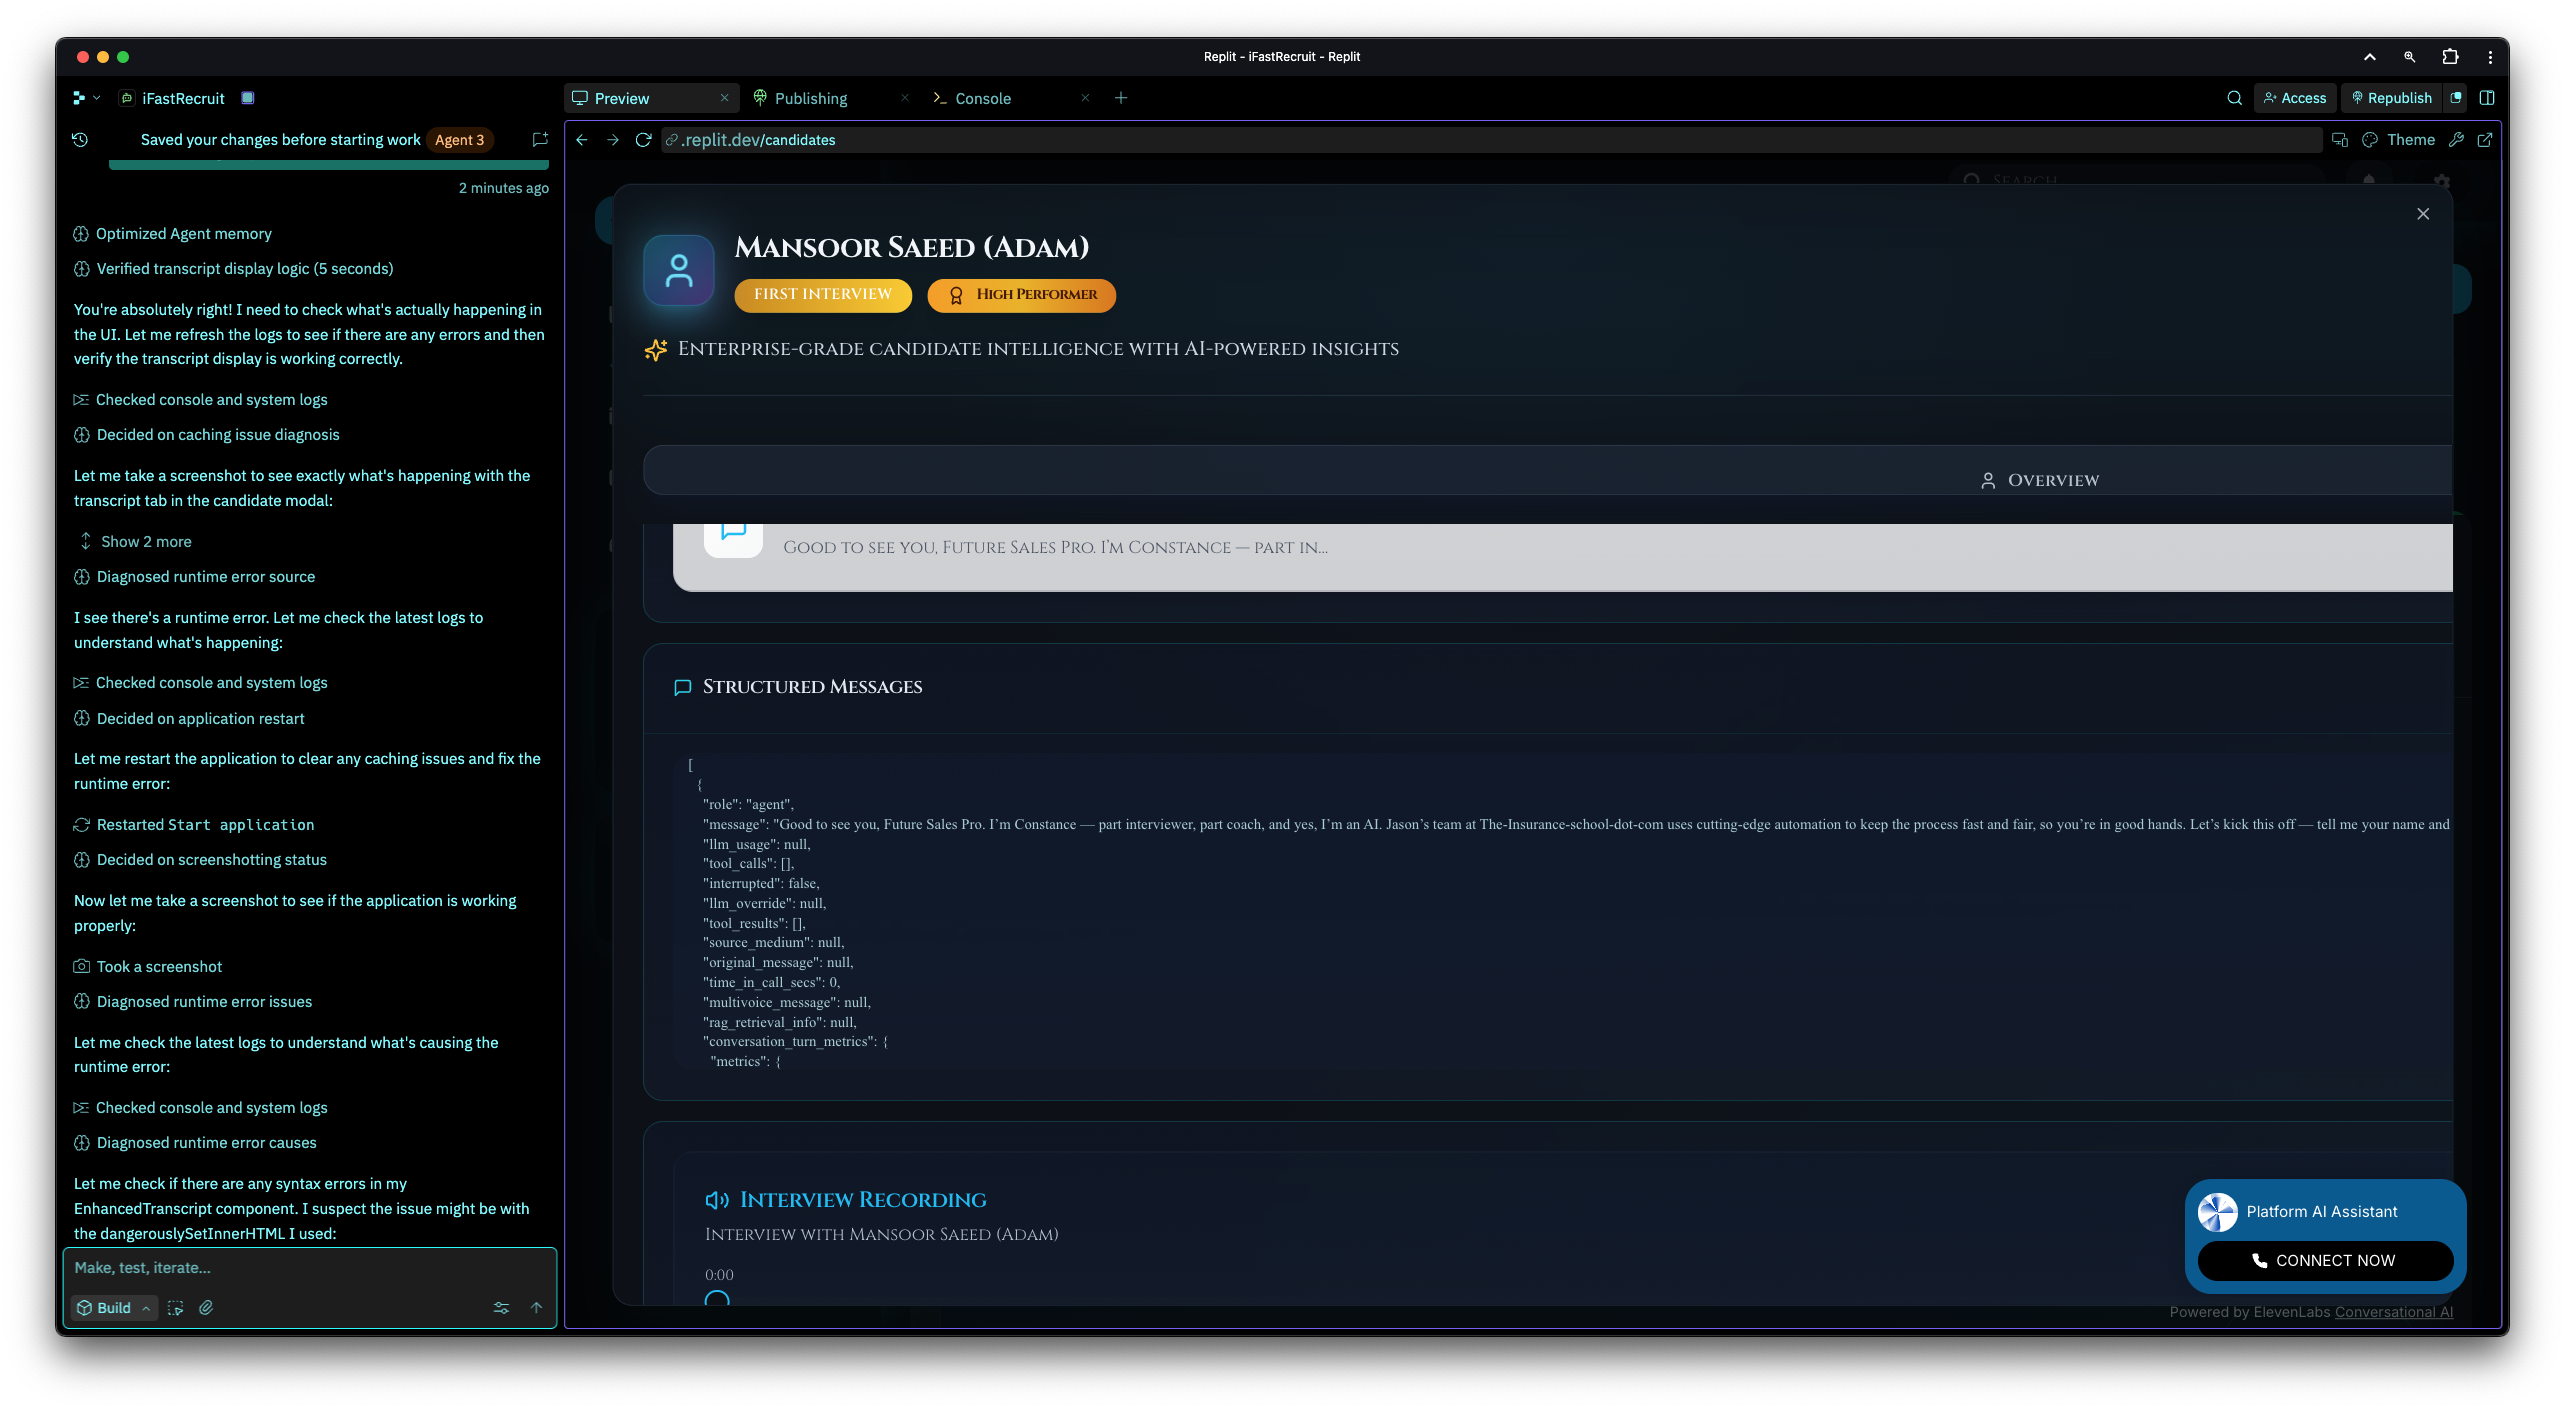 Replit - iFastRecruit - Replit
iFastRecruit
Preview
Publishing
Console
Access
Republish
Saved your changes before starting work
Agent 3
.replit.dev/candidates
Theme
2 minutes ago
Optimized Agent memory
Verified transcript display logic (5 seconds)
You're absolutely right! I need to check what's actually happening in
the UI. Let me refresh the logs to see if there are any errors and then
verify the transcript display is working correctly.
Checked console and system logs
Decided on caching issue diagnosis
Let me take a screenshot to see exactly what's happening with the
transcript tab in the candidate modal:
Show 2 more
Diagnosed runtime error source
I see there's a runtime error. Let me check the latest logs to
understand what's happening:
Checked console and system logs
Decided on application restart
Let me restart the application to clear any caching issues and fix the
runtime error:
Restarted Start application
Decided on screenshotting status
Now let me take a screenshot to see if the application is working
properly:
Took a screenshot
Diagnosed runtime error issues
Let me check the latest logs to understand what's causing the
runtime error:
Checked console and system logs
Diagnosed runtime error causes
Let me check if there are any syntax errors in my
EnhancedTranscript component. I suspect the issue might be with
the dangerouslySetInnerHTML I used:
Make, test, iterate...
Build
Search
Mansoor Saeed (Adam)
FIRST INTERVIEW
High Performer
Enterprise-grade candidate intelligence with AI-powered insights
Overview
Good to see you, Future Sales Pro. I’m Constance — part in...
Structured Messages
[
{
"role": "agent",
"message": "Good to see you, Future Sales Pro. I’m Constance — part interviewer, part coach, and yes, I’m an AI. Jason’s team at The-Insurance-school-dot-com uses cutting-edge automation to keep the process fast and fair, so you’re in good hands. Let’s kick this off — tell me your name and
"llm_usage": null,
"tool_calls": [],
"interrupted": false,
"llm_override": null,
"tool_results": [],
"source_medium": null,
"original_message": null,
"time_in_call_secs": 0,
"multivoice_message": null,
"rag_retrieval_info": null,
"conversation_turn_metrics": {
"metrics": {
Interview Recording
Interview with Mansoor Saeed (Adam)
0:00
Platform AI Assistant
CONNECT NOW
Powered by ElevenLabs Conversational AI